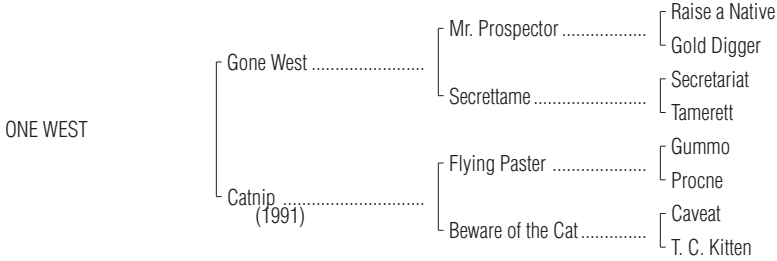 Raise a Native
Mr. Prospector ..................
Gold Digger
Gone West ........................
Secretariat
Secrettame ........................
Tamerett
ONE WEST
Gummo
Flying Paster ....................
Procne
Catnip ..............................
(1991)
Caveat
Beware of the Cat ..............
T. C. Kitten